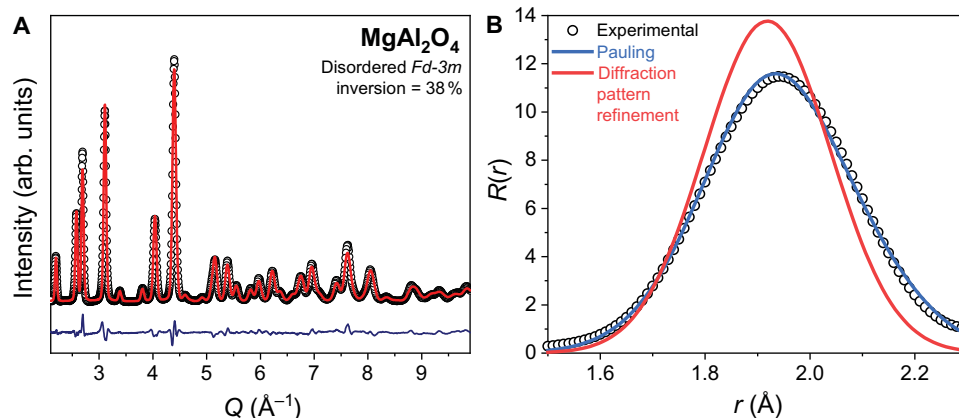 A
MgAl₂O₄
Disordered Fd-3m
inversion = 38 %
Intensity (arb. units)
3 4 5 6 7 8 9
Q (Å⁻¹)
B
Experimental
Pauling
Diffraction
pattern
refinement
R(r)
14
12
10
8
6
4
2
0
1.6 1.8 2.0 2.2
r (Å)